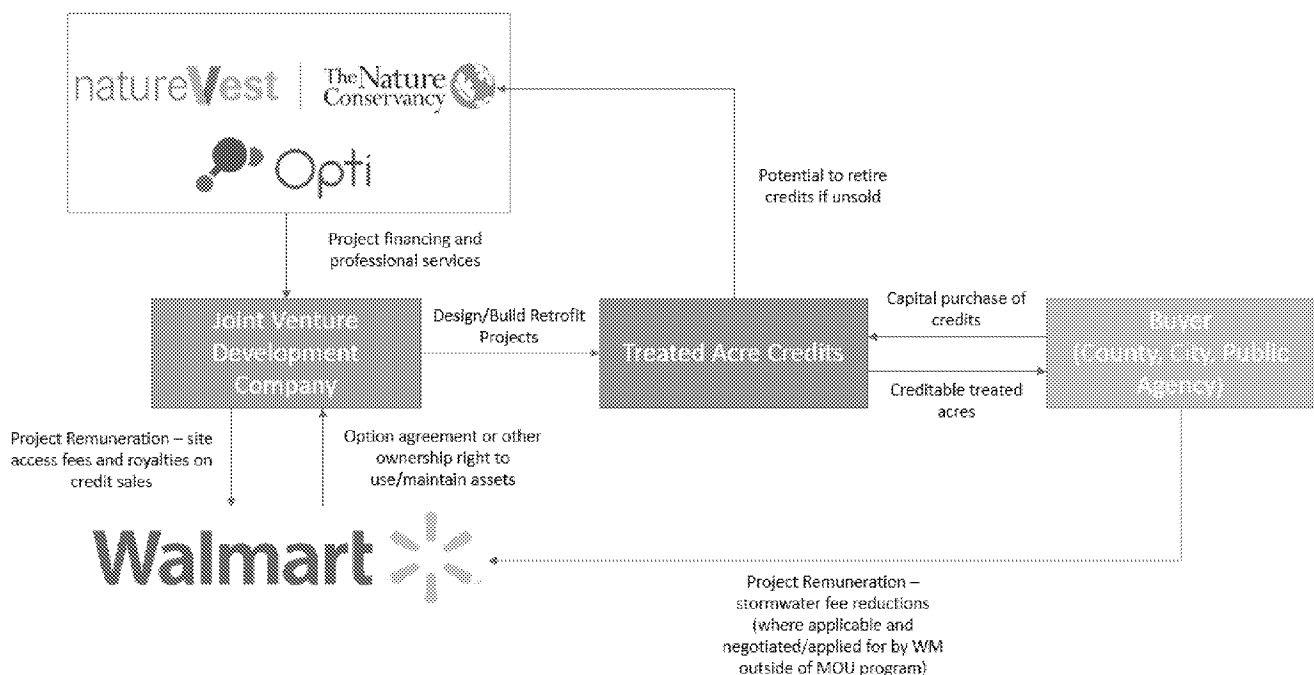 natureVest
The Nature
Conservancy
Opti
Potential to retire
credits if unsold
Project financing and
professional services
Joint Venture
Development
Company
Design/Build Retrofit
Projects
Treated Acre Credits
Capital purchase of
credits
Creditable treated
acres
Buyer
(County, City, Public
Agency)
Project Remuneration – site
access fees and royalties on
credit sales
Option agreement or other
ownership right to
use/maintain assets
Walmart
Project Remuneration –
stormwater fee reductions
(where applicable and
negotiated/applied for by WM
outside of MOU program)